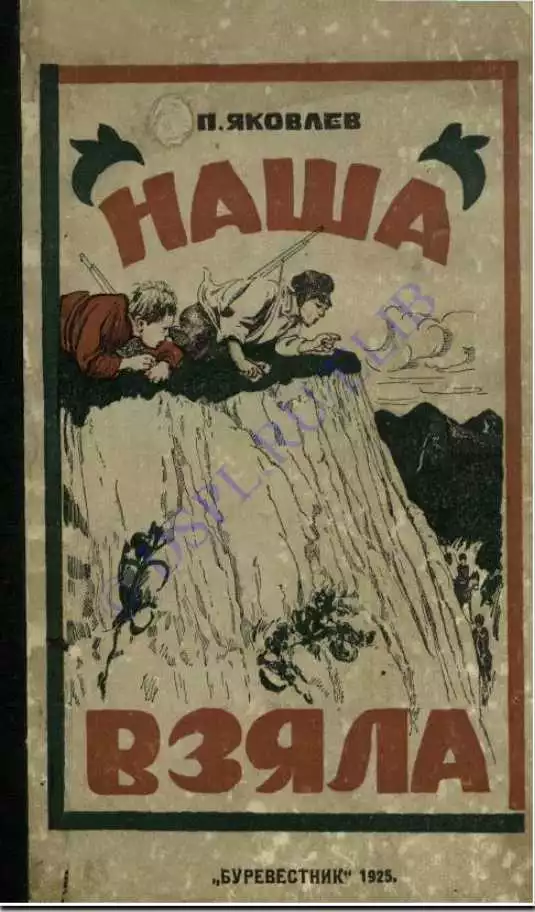 П. ЯКОВЛЕВ
НАША
ВЗЯЛА
„БУРЕВЕСТНИК“ 1925.